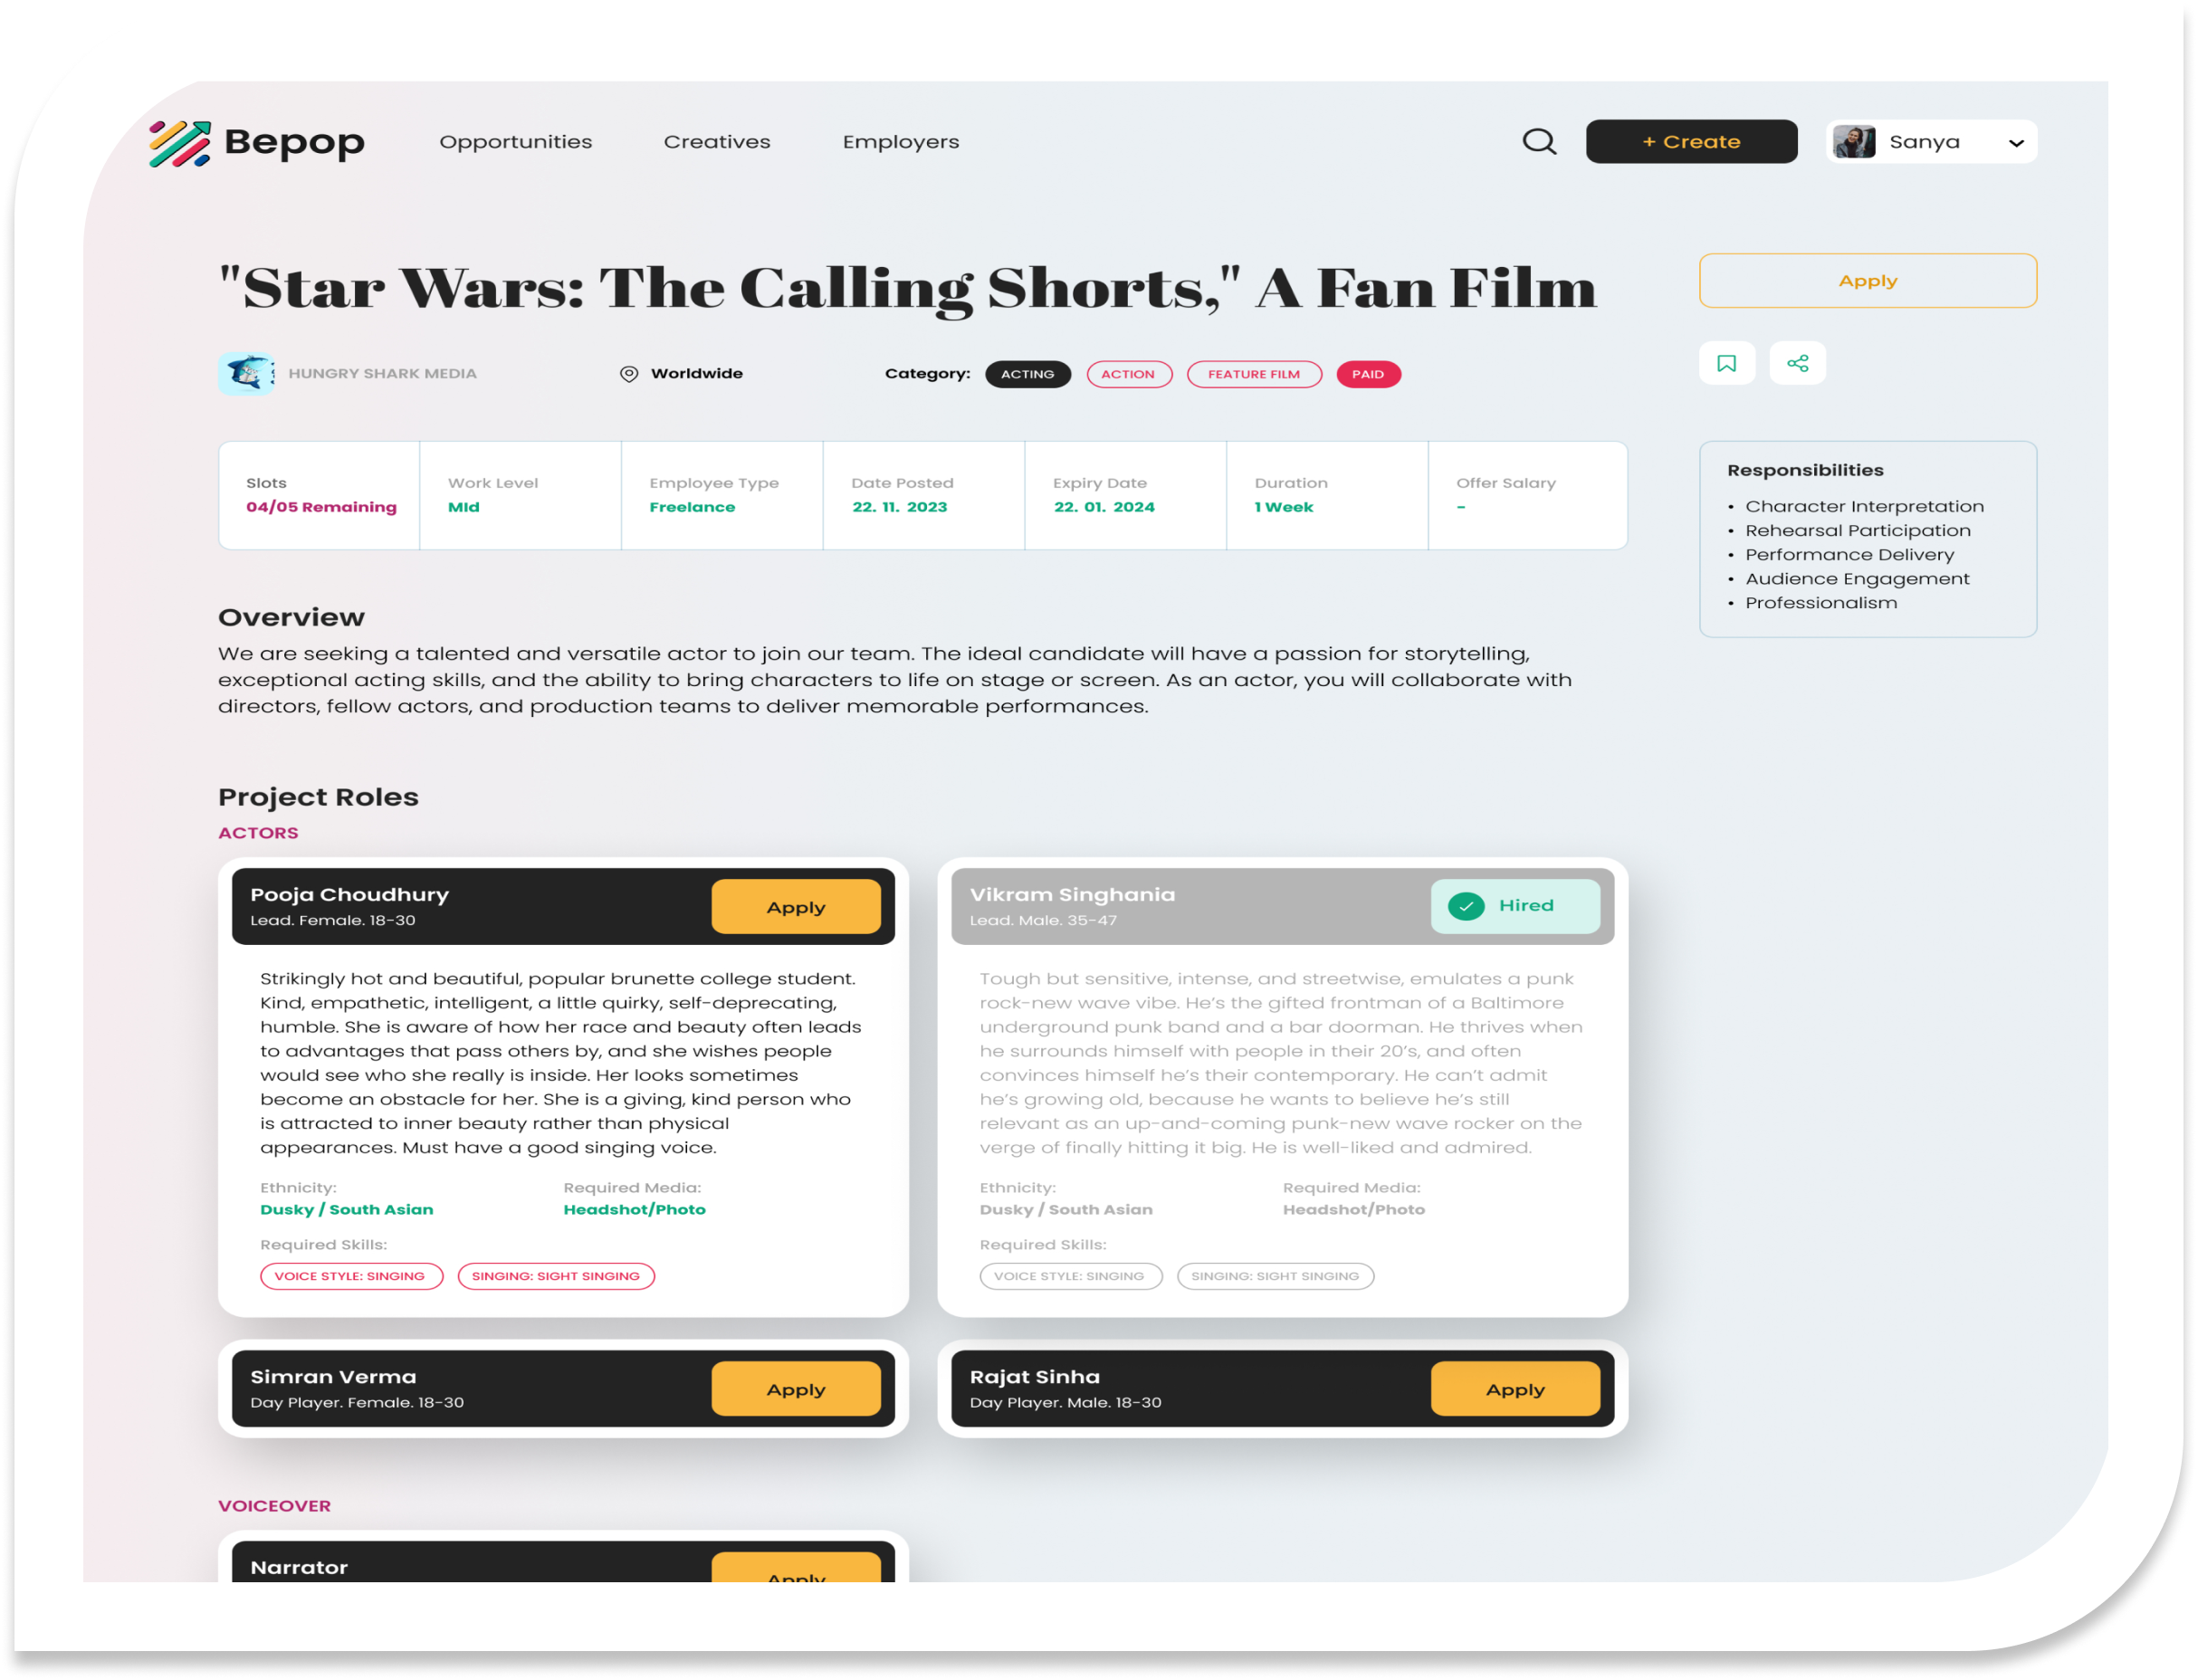 Bepop
Opportunities
Creatives
Employers
+ Create
Sanya
"Star Wars: The Calling Shorts," A Fan Film
Apply
HUNGRY SHARK MEDIA
Worldwide
Category:
ACTING
ACTION
FEATURE FILM
PAID
Slots
04/05 Remaining
Work Level
MId
Employee Type
Freelance
Date Posted
22. 11. 2023
Expiry Date
22. 01. 2024
Duration
1 Week
Offer Salary
-
Responsibilities
• Character Interpretation
• Rehearsal Participation
• Performance Delivery
• Audience Engagement
• Professionalism
Overview
We are seeking a talented and versatile actor to join our team. The ideal candidate will have a passion for storytelling,
exceptional acting skills, and the ability to bring characters to life on stage or screen. As an actor, you will collaborate with
directors, fellow actors, and production teams to deliver memorable performances.
Project Roles
ACTORS
Pooja Choudhury
Lead. Female. 18-30
Apply
Strikingly hot and beautiful, popular brunette college student.
Kind, empathetic, intelligent, a little quirky, self-deprecating,
humble. She is aware of how her race and beauty often leads
to advantages that pass others by, and she wishes people
would see who she really is inside. Her looks sometimes
become an obstacle for her. She is a giving, kind person who
is attracted to inner beauty rather than physical
appearances. Must have a good singing voice.
Ethnicity:
Dusky / South Asian
Required Media:
Headshot/Photo
Required Skills:
VOICE STYLE: SINGING
SINGING: SIGHT SINGING
Vikram Singhania
Lead. Male. 35-47
Hired
Tough but sensitive, intense, and streetwise, emulates a punk
rock-new wave vibe. He's the gifted frontman of a Baltimore
underground punk band and a bar doorman. He thrives when
he surrounds himself with people in their 20's, and often
convinces himself he's their contemporary. He can't admit
he's growing old, because he wants to believe he's still
relevant as an up-and-coming punk-new wave rocker on the
verge of finally hitting it big. He is well-liked and admired.
Ethnicity:
Dusky / South Asian
Required Media:
Headshot/Photo
Required Skills:
VOICE STYLE: SINGING
SINGING: SIGHT SINGING
Simran Verma
Day Player. Female. 18-30
Apply
Rajat Sinha
Day Player. Male. 18-30
Apply
VOICEOVER
Narrator
Apply